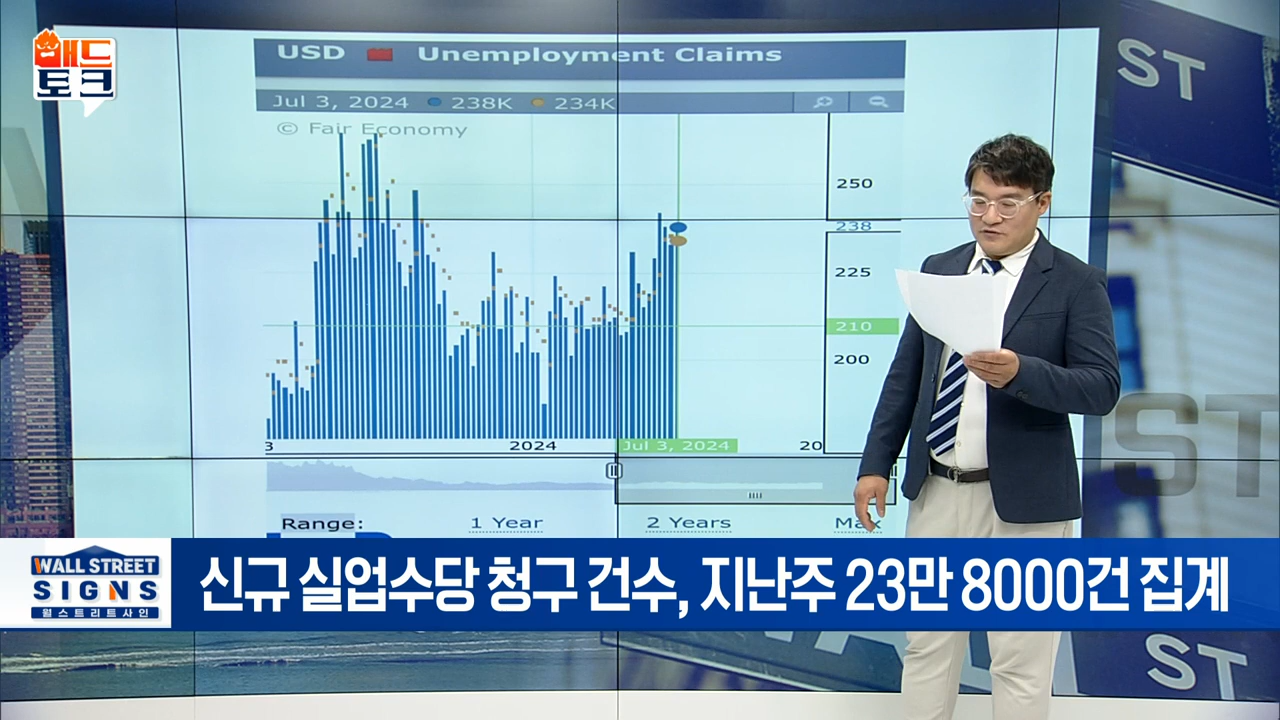 매드
토크
USD Unemployment Claims
Jul 3, 2024 238K 234K
© Fair Economy
250
238
225
210
200
3 2024 Jul 3, 2024 20
Range: 1 Year 2 Years Max
ST
ST
WALL STREET
SIGNS
월스트리트사인
신규 실업수당 청구 건수, 지난주 23만 8000건 집계
ST